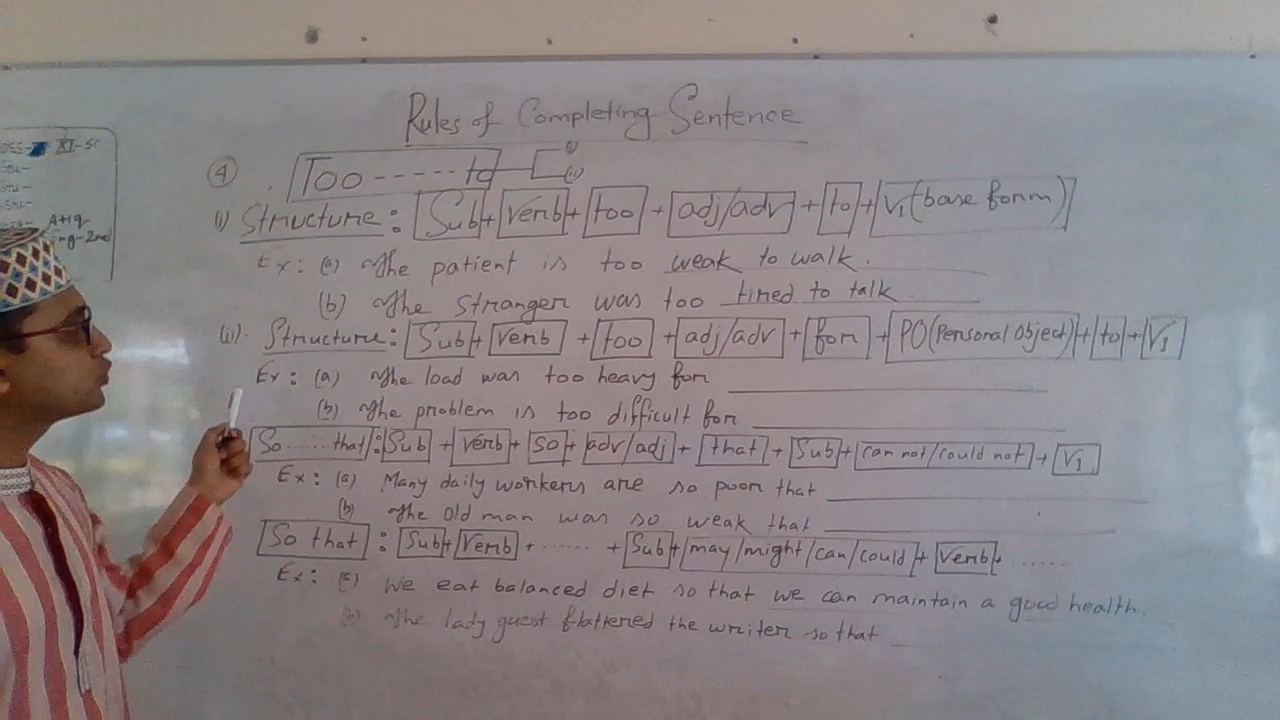 Rules of Completing Sentence
④ Too ----- to (i)
(ii)
(i) Structure: Sub + Verb + too + adj/adv + to + V1 (base form)
Ex: (a) The patient is too weak to walk.
(b) The stranger was too tired to talk
(ii). Structure: Sub + Verb + too + adj/adv + for + PO (Personal Object) + to + V1
Ex: (a) The load was too heavy for
(b) The problem is too difficult for
So ...... that: Sub + Verb + so + adv/adj + that + Sub + can not/could not + V1
Ex: (a) Many daily workers are so poor that
(b) The old man was so weak that
So that: Sub + Verb + ...... + Sub + may/might/can/could + Verb + ......
Ex: (a) We eat balanced diet so that we can maintain a good health.
The lady guest flattered the writer so that
XI-sc